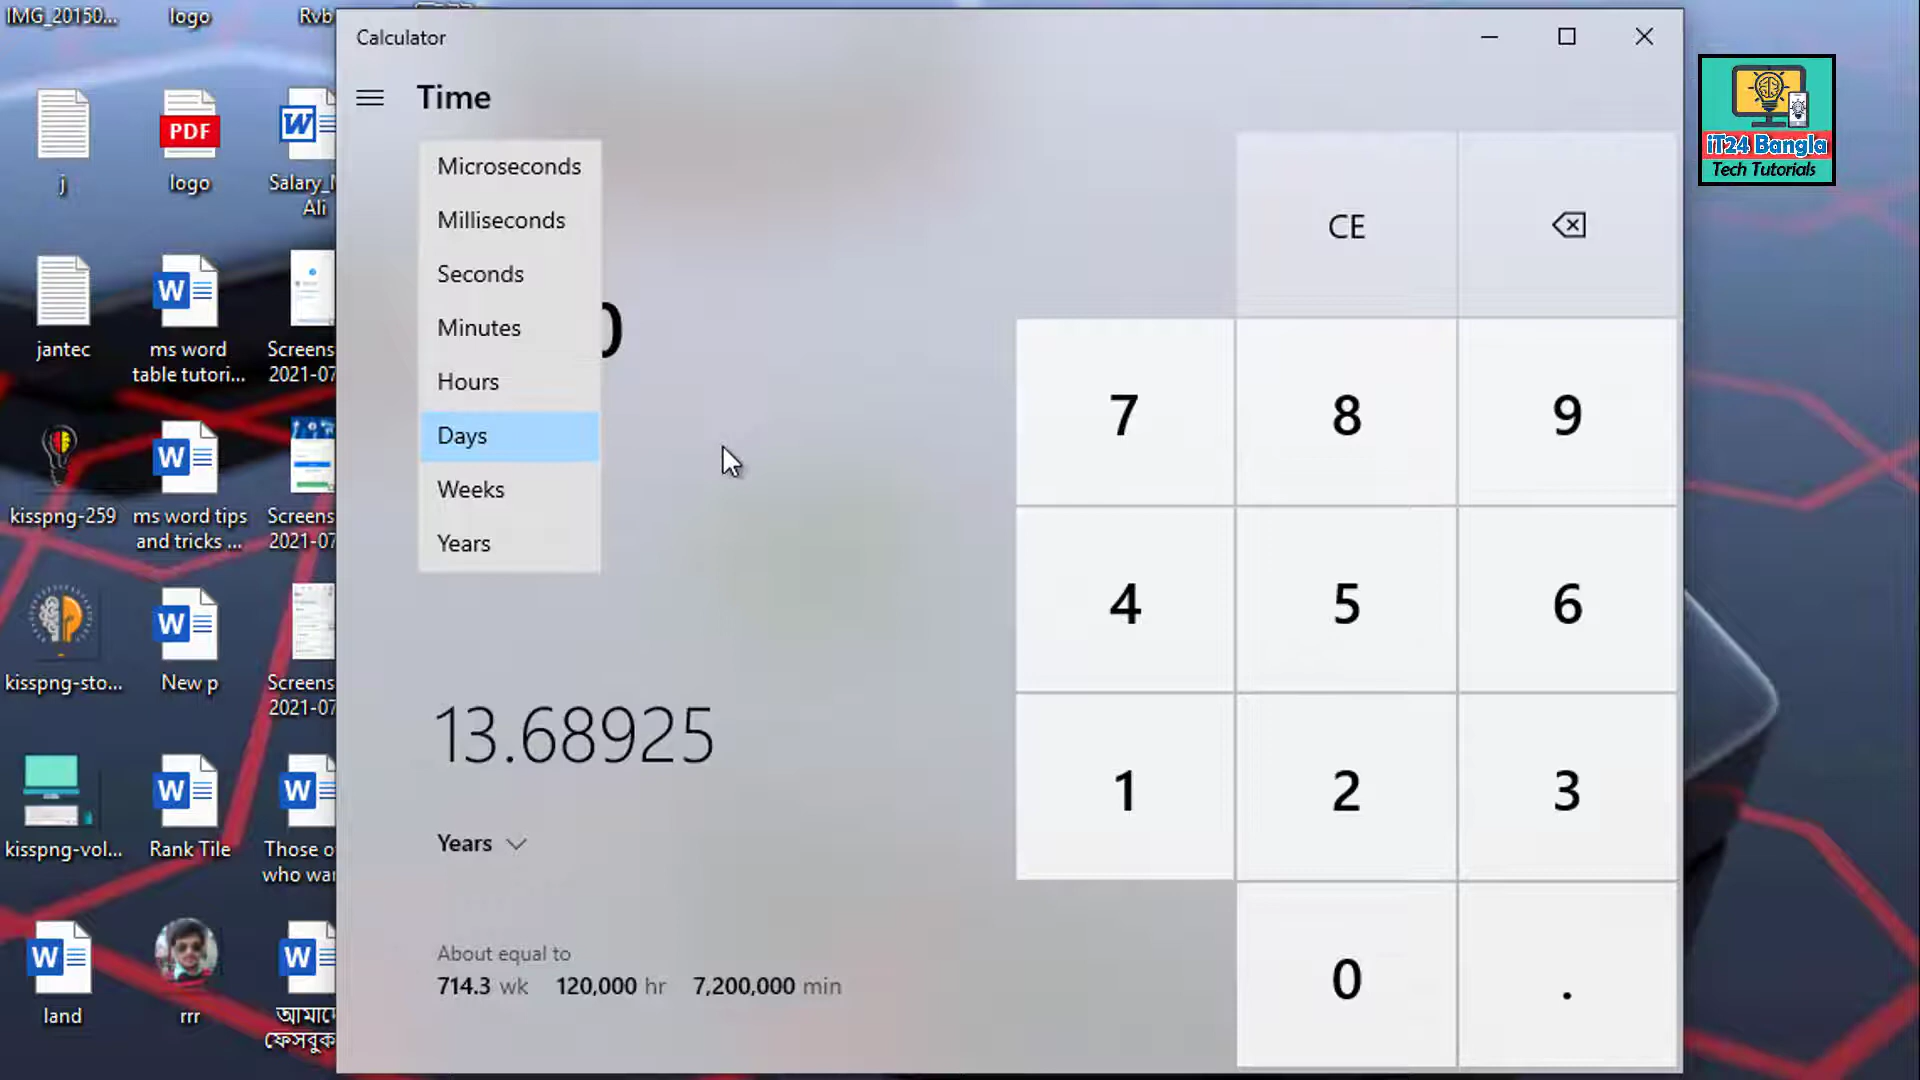 IMG_20150...
logo
Rvb
Calculator
Time
j
PDF
logo
Salary_
Ali
iT24 Bangla
Tech Tutorials
Microseconds
Milliseconds
Seconds
Minutes
Hours
Days
Weeks
Years
0
CE
7
8
9
4
5
6
1
2
3
0
.
13.68925
Years
About equal to
714.3 wk 120,000 hr 7,200,000 min
jantec
ms word
table tutori...
Screens
2021-07
kisspng-259
ms word tips
and tricks ...
Screens
2021-07
kisspng-sto...
New p
Screens
2021-07
kisspng-vol...
Rank Tile
Those o
who wa
land
rrr
আমাদে
ফেসবুক